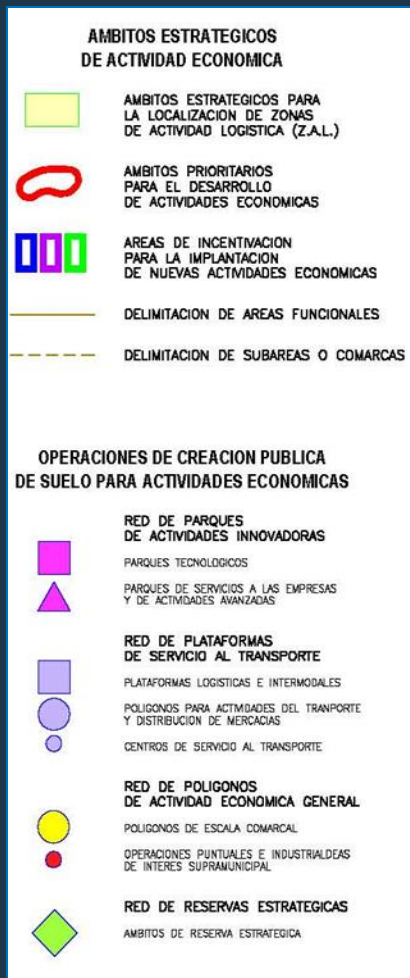 AMBITOS ESTRATEGICOS
DE ACTIVIDAD ECONOMICA
AMBITOS ESTRATEGICOS PARA
LA LOCALIZACION DE ZONAS
DE ACTIVIDAD LOGISTICA (Z.A.L.)
AMBITOS PRIORITARIOS
PARA EL DESARROLLO
DE ACTIVIDADES ECONOMICAS
AREAS DE INCENTIVACION
PARA LA IMPLANTACION
DE NUEVAS ACTIVIDADES ECONOMICAS
DELIMITACION DE AREAS FUNCIONALES
DELIMITACION DE SUBAREAS O COMARCAS
OPERACIONES DE CREACION PUBLICA
DE SUELO PARA ACTIVIDADES ECONOMICAS
RED DE PARQUES
DE ACTIVIDADES INNOVADORAS
PARQUES TECNOLOGICOS
PARQUES DE SERVICIOS A LAS EMPRESAS
Y DE ACTIVIDADES AVANZADAS
RED DE PLATAFORMAS
DE SERVICIO AL TRANSPORTE
PLATAFORMAS LOGISTICAS E INTERMODALES
POLIGONOS PARA ACTIVIDADES DEL TRANPORTE
Y DISTRIBUCION DE MERCACIAS
CENTROS DE SERVICIO AL TRANSPORTE
RED DE POLIGONOS
DE ACTIVIDAD ECONOMICA GENERAL
POLIGONOS DE ESCALA COMARCAL
OPERACIONES PUNTUALES E INDUSTRIALDEAS
DE INTERES SUPRAMUNICIPAL
RED DE RESERVAS ESTRATEGICAS
AMBITOS DE RESERVA ESTRATEGICA